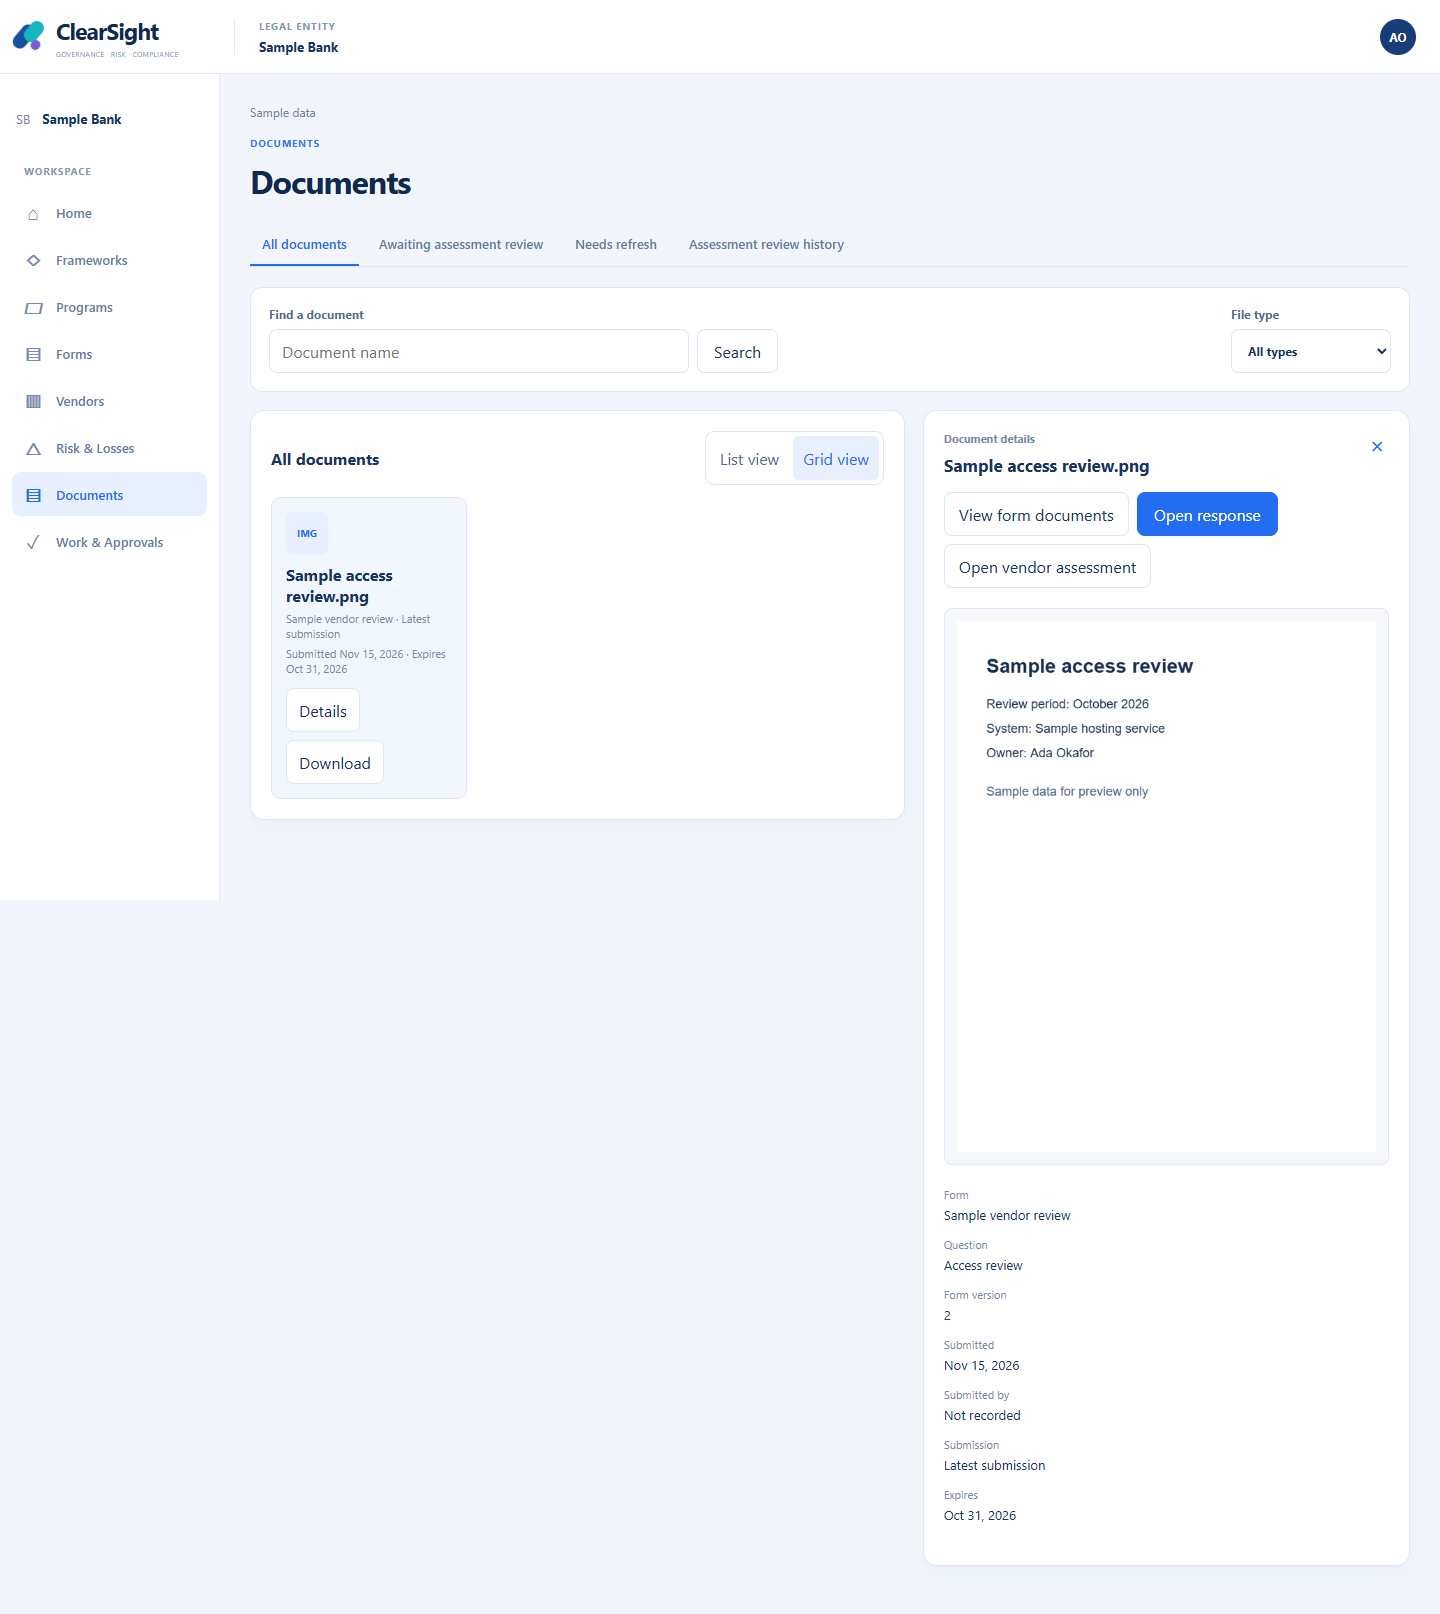 ClearSight
GOVERNANCE · RISK · COMPLIANCE
LEGAL ENTITY
Sample Bank
AO
SB Sample Bank
WORKSPACE
Home
Frameworks
Programs
Forms
Vendors
Risk & Losses
Documents
Work & Approvals
Sample data
DOCUMENTS
Documents
All documents
Awaiting assessment review
Needs refresh
Assessment review history
Find a document
Document name
Search
File type
All types
All documents
List view
Grid view
IMG
Sample access
review.png
Sample vendor review · Latest
submission
Submitted Nov 15, 2026 · Expires
Oct 31, 2026
Details
Download
Document details
Sample access review.png
View form documents
Open response
Open vendor assessment
Sample access review
Review period: October 2026
System: Sample hosting service
Owner: Ada Okafor
Sample data for preview only
Form
Sample vendor review
Question
Access review
Form version
2
Submitted
Nov 15, 2026
Submitted by
Not recorded
Submission
Latest submission
Expires
Oct 31, 2026